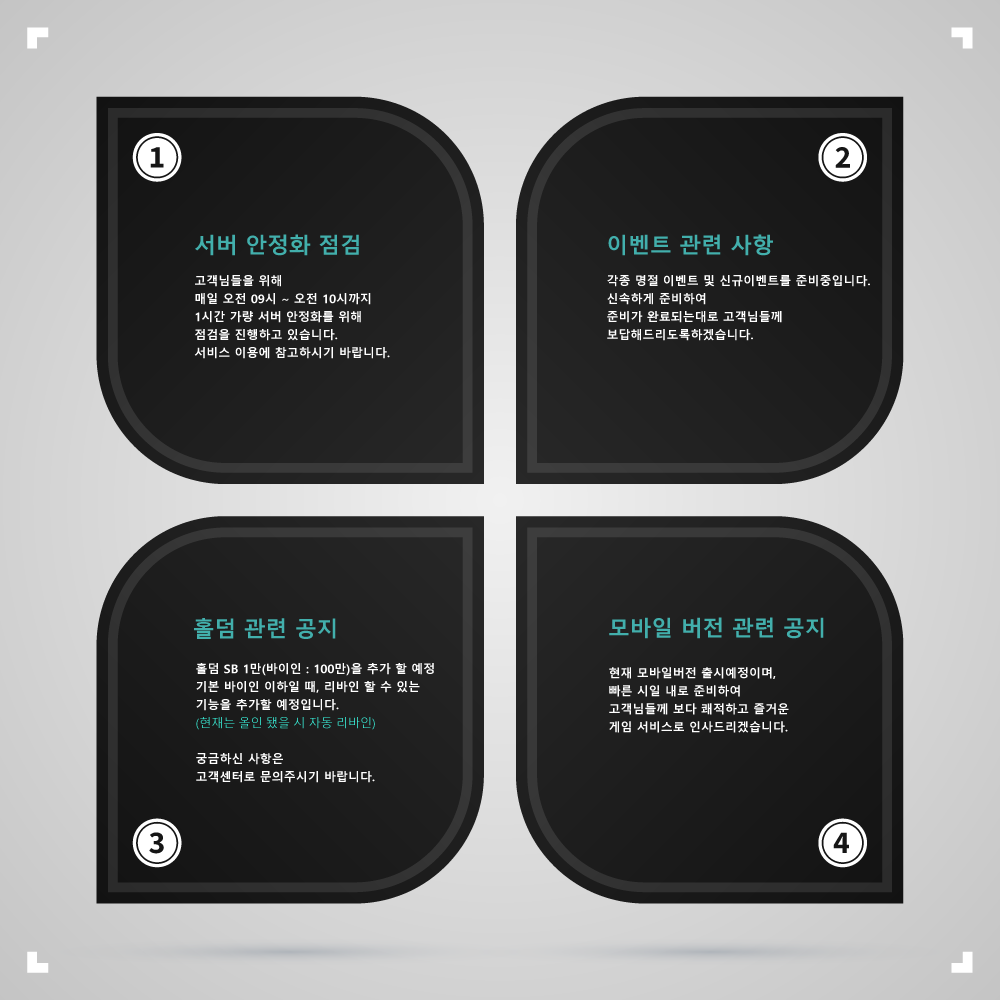 1
서버 안정화 점검
고객님들을 위해
매일 오전 09시 ~ 오전 10시까지
1시간 가량 서버 안정화를 위해
점검을 진행하고 있습니다.
서비스 이용에 참고하시기 바랍니다.
2
이벤트 관련 사항
각종 명절 이벤트 및 신규이벤트를 준비중입니다.
신속하게 준비하여
준비가 완료되는대로 고객님들께
보답해드리도록하겠습니다.
홀덤 관련 공지
홀덤 SB 1만(바이인 : 100만)을 추가 할 예정
기본 바이인 이하일 때, 리바인 할 수 있는
기능을 추가할 예정입니다.
(현재는 올인 됐을 시 자동 리바인)
궁금하신 사항은
고객센터로 문의주시기 바랍니다.
3
모바일 버전 관련 공지
현재 모바일버전 출시예정이며,
빠른 시일 내로 준비하여
고객님들께 보다 쾌적하고 즐거운
게임 서비스로 인사드리겠습니다.
4